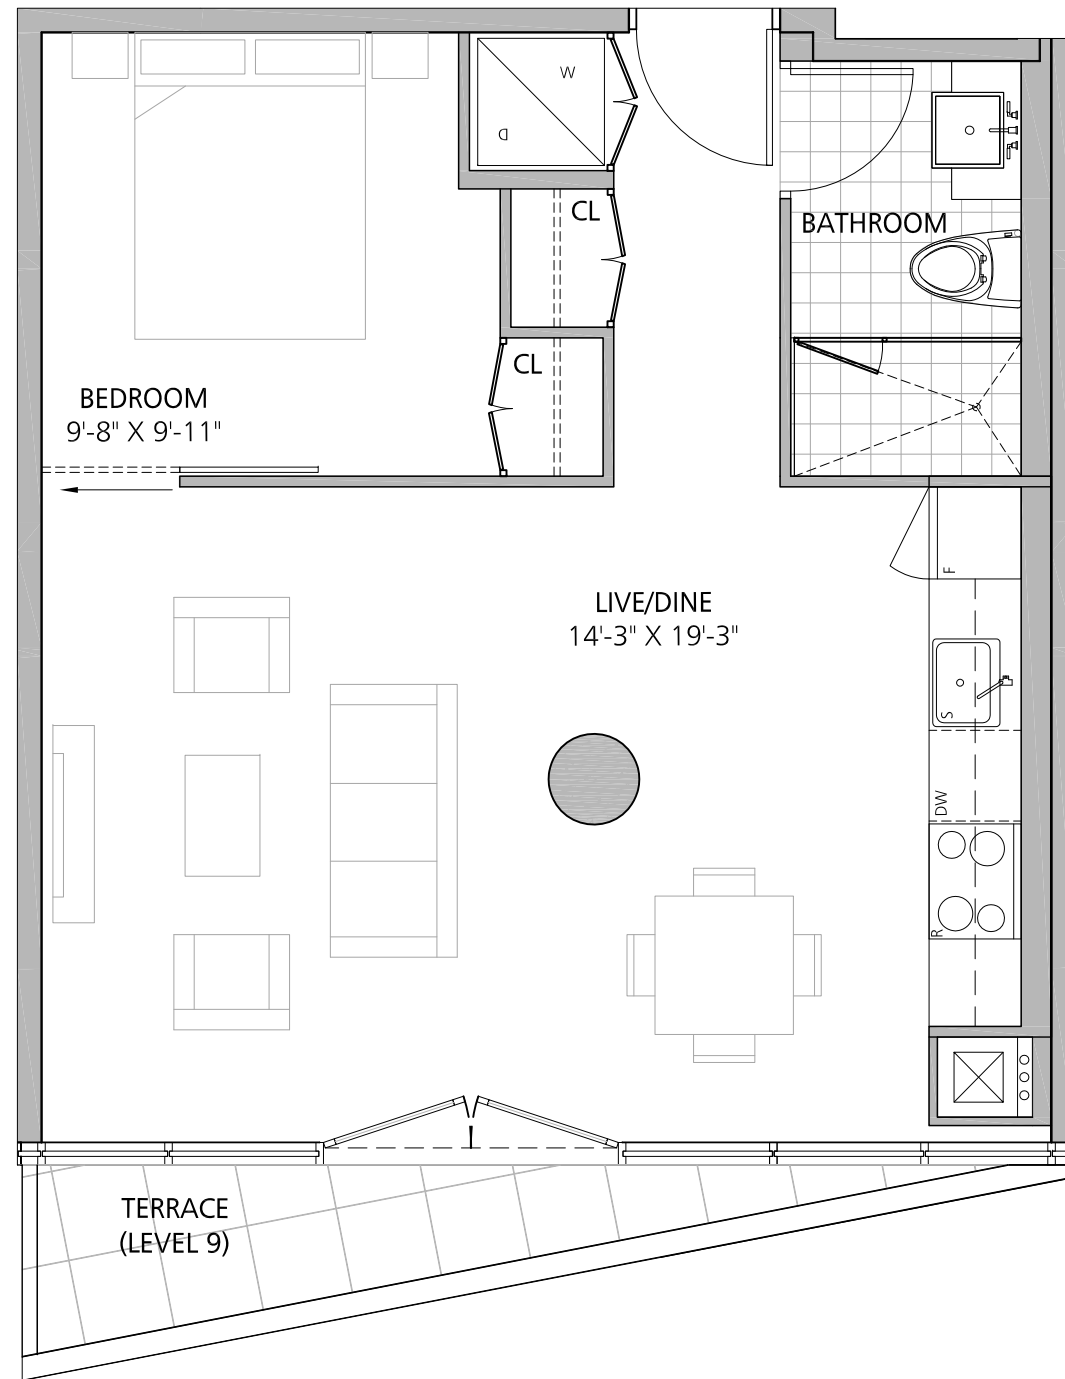 W
D
CL
BATHROOM
CL
BEDROOM
9'-8" X 9'-11"
F
LIVE/DINE
14'-3" X 19'-3"
S
DW
R
TERRACE
(LEVEL 9)